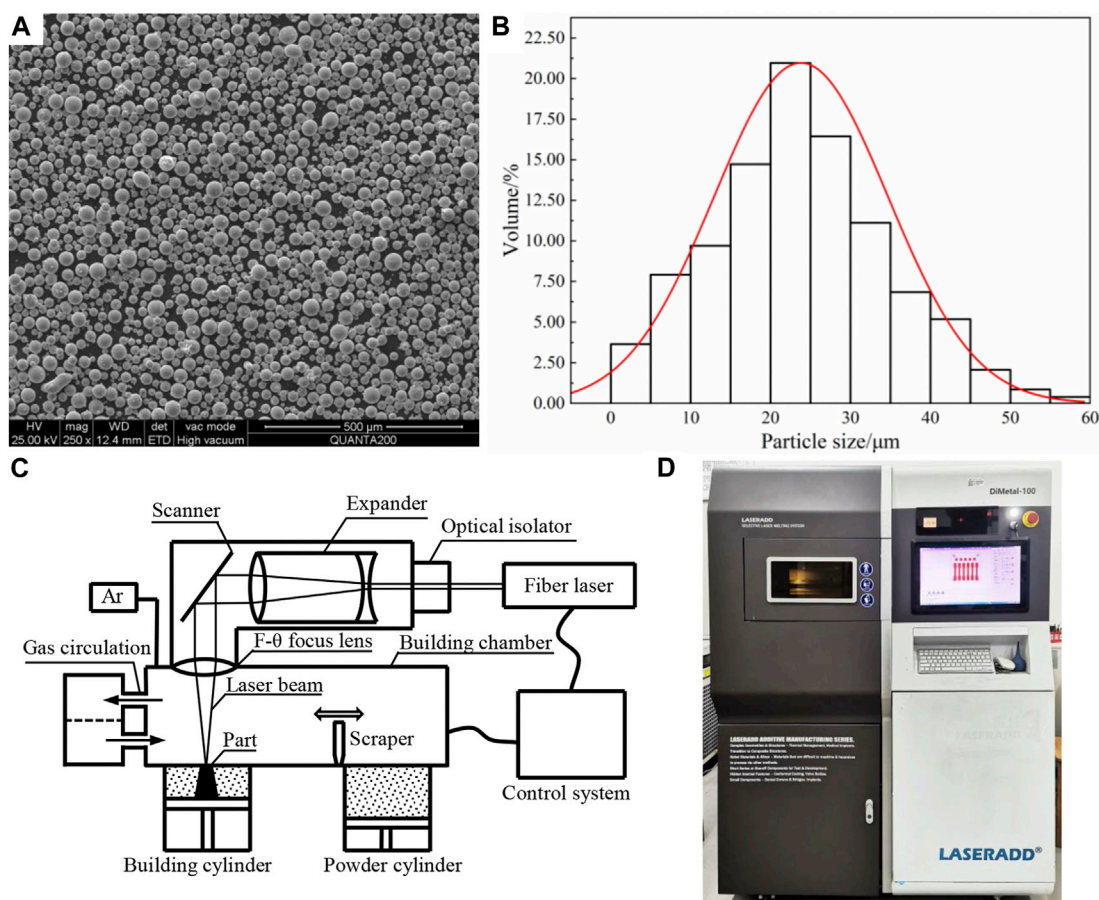 A
HV
mag
WD
det
vac mode
500 μm
25.00 kV
250 x
12.4 mm
ETD
High vacuum
QUANTA200
B
22.50
20.00
17.50
15.00
12.50
10.00
7.50
5.00
2.50
0.00
Volume/%
0
10
20
30
40
50
60
Particle size/μm
C
Scanner
Expander
Optical isolator
Fiber laser
Ar
Gas circulation
F-θ focus lens
Building chamber
Laser beam
Part
Scraper
Control system
Building cylinder
Powder cylinder
D
DiMetal-100
LASERADD
SELECTIVE LASER MELTING SYSTEM
LASERADD ADDITIVE MANUFACTURING SERIES.
LASERADD®